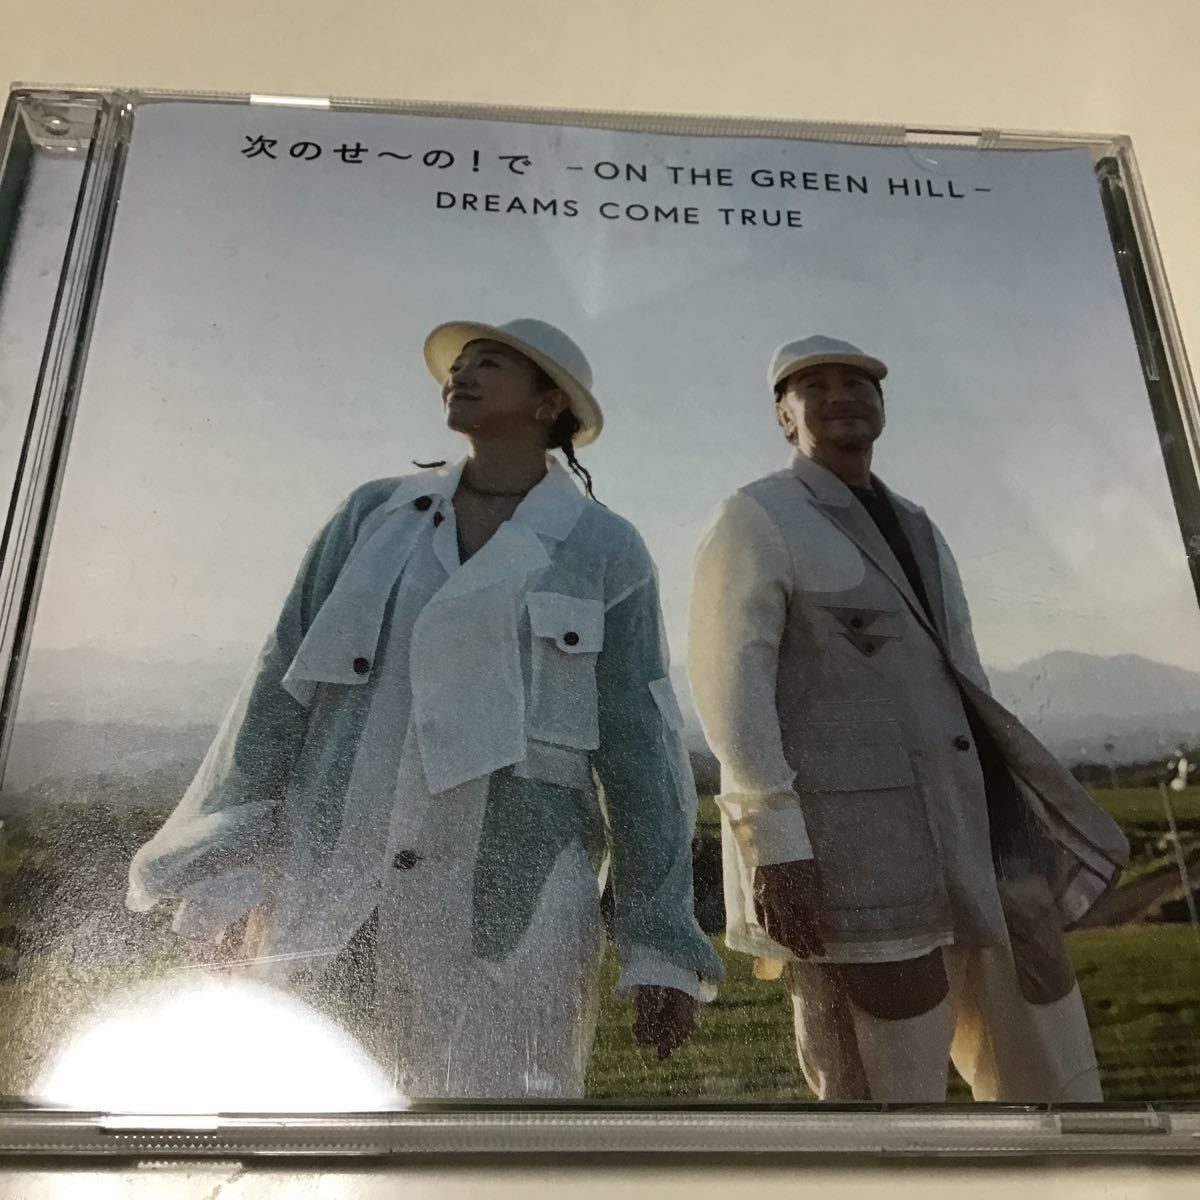 次のせ〜の！で －ON THE GREEN HILL－
DREAMS COME TRUE